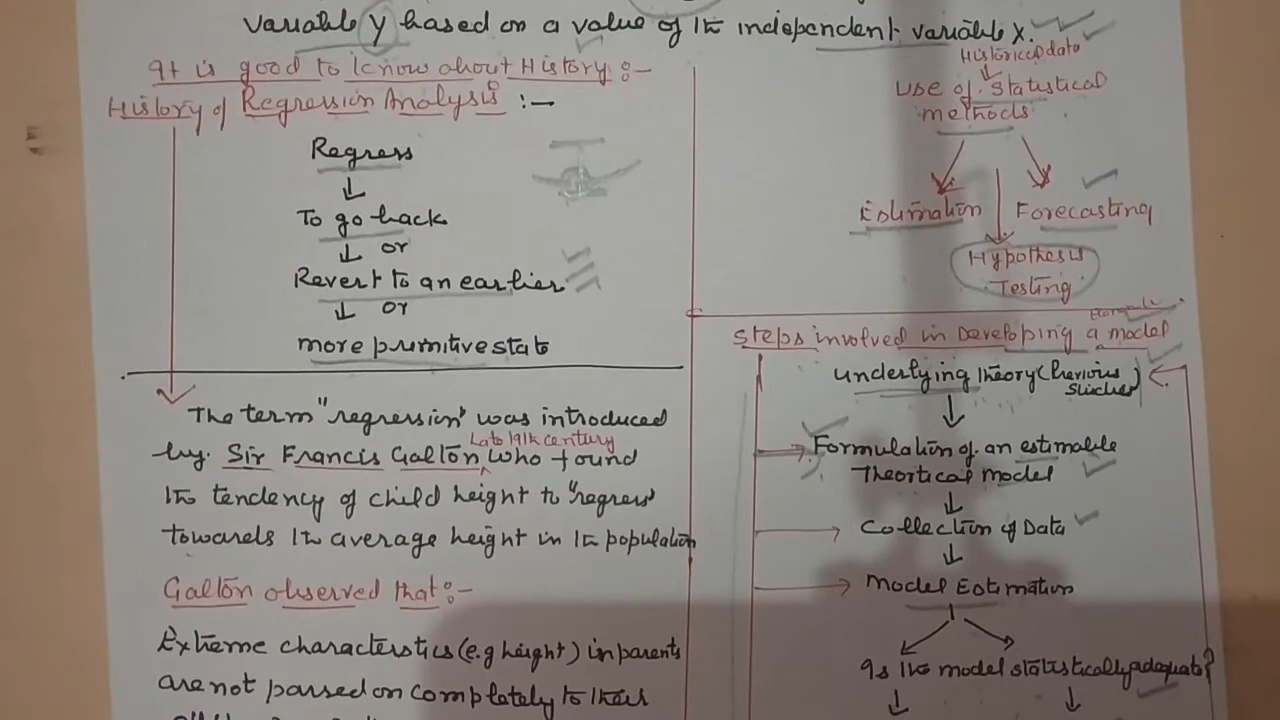 variable y based on a value of the independent variable x.
It is good to know about History :-
History of Regression Analysis :-
Regress
↓
To go back
↓ or
Revert to an earlier
↓ or
more primitive state
The term "regression" was introduced
by Sir Francis Galton, who found
Late 19th century
the tendency of child height to "regress"
towards the average height in the population
Galton observed that :-
Extreme characterstics (e.g height) in parents
are not passed on completely to their
Historical data
Use of Statistical
methods
Estimation
Forecasting
Hypothesis
Testing
Steps involved in Developing a model
Underlying theory (Previous
Studies)
Formulation of an estimable
Theortical model
↓
Collection of Data
↓
Model Estimation
Is the model statistically adequate?